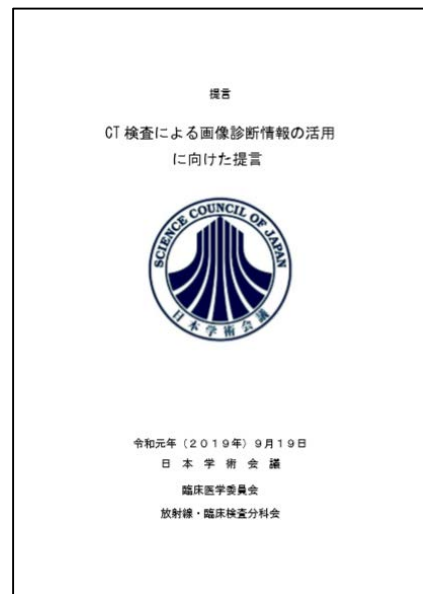 提言
CT 検査による画像診断情報の活用
に向けた提言
SCIENCE COUNCIL OF JAPAN
日本学術会議
令和元年（２０１９年）９月１９日
日 本 学 術 会 議
臨床医学委員会
放射線・臨床検査分科会